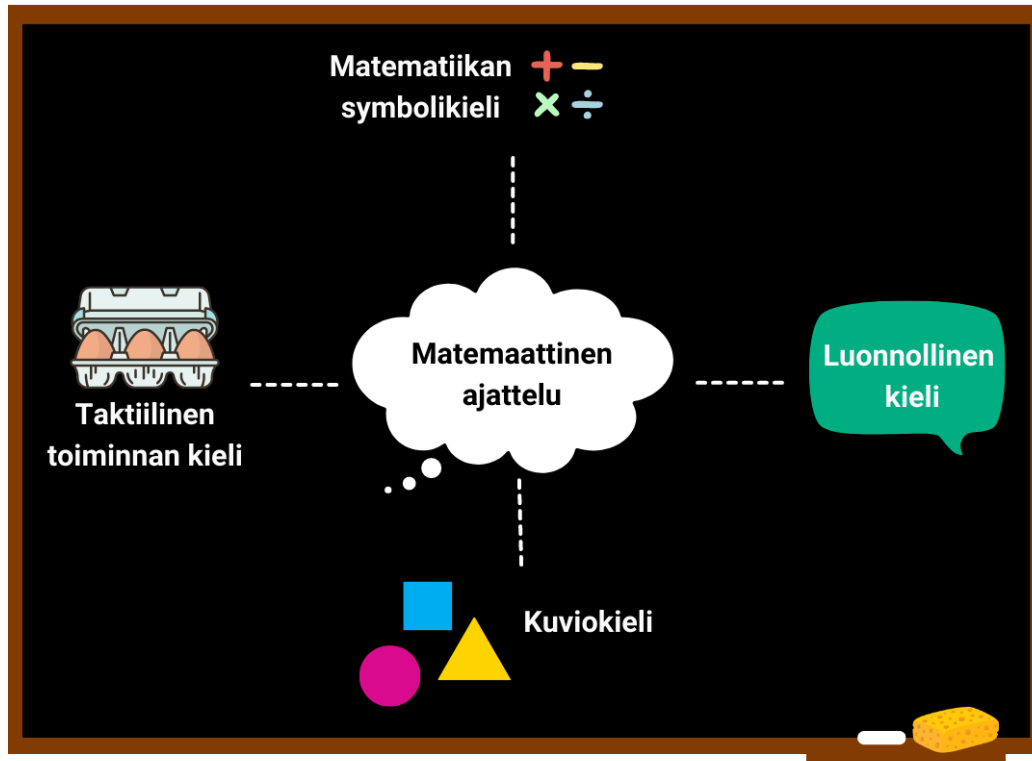 Matematiikan
symbolikieli
Matemaattinen
ajattelu
Luonnollinen
kieli
Taktiilinen
toiminnan kieli
Kuviokieli